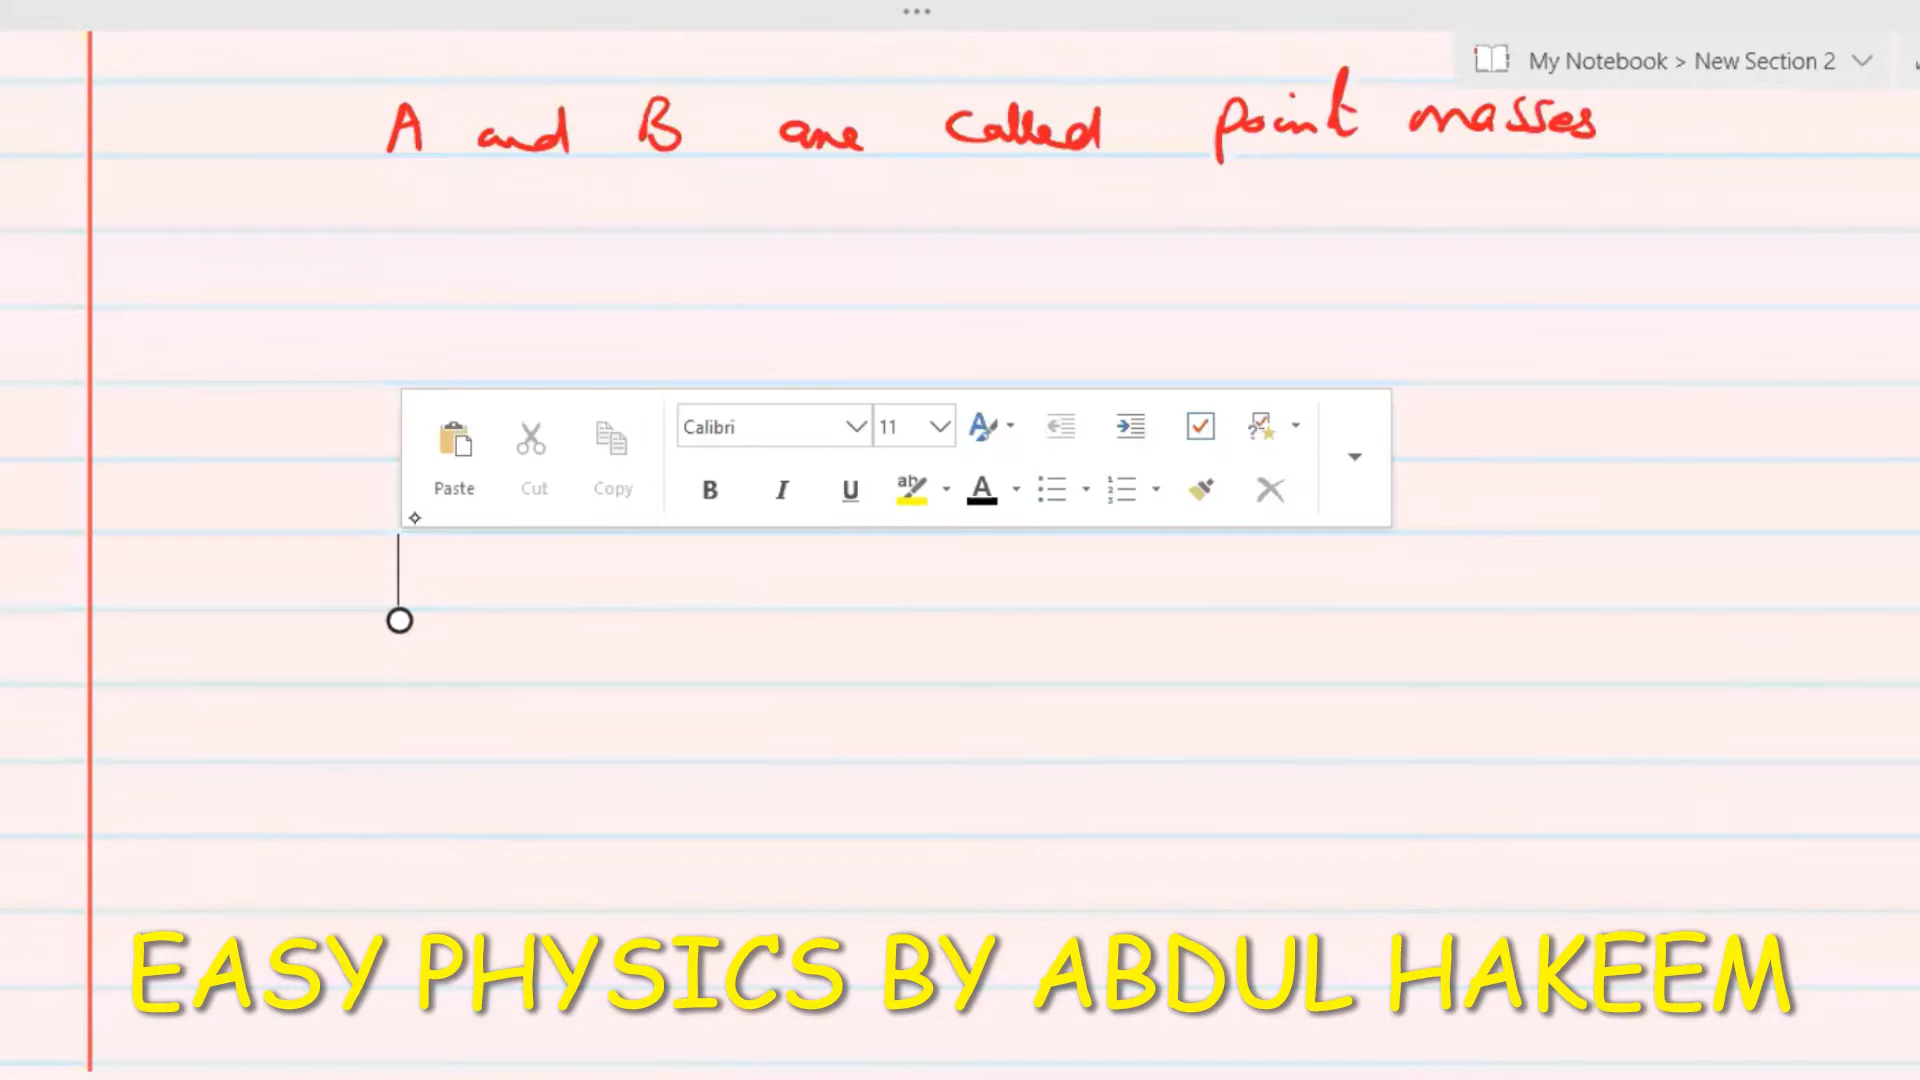 My Notebook > New Section 2
A and B are called point masses
Calibri
11
Paste
Cut
Copy
B I U
EASY PHYSICS BY ABDUL HAKEEM